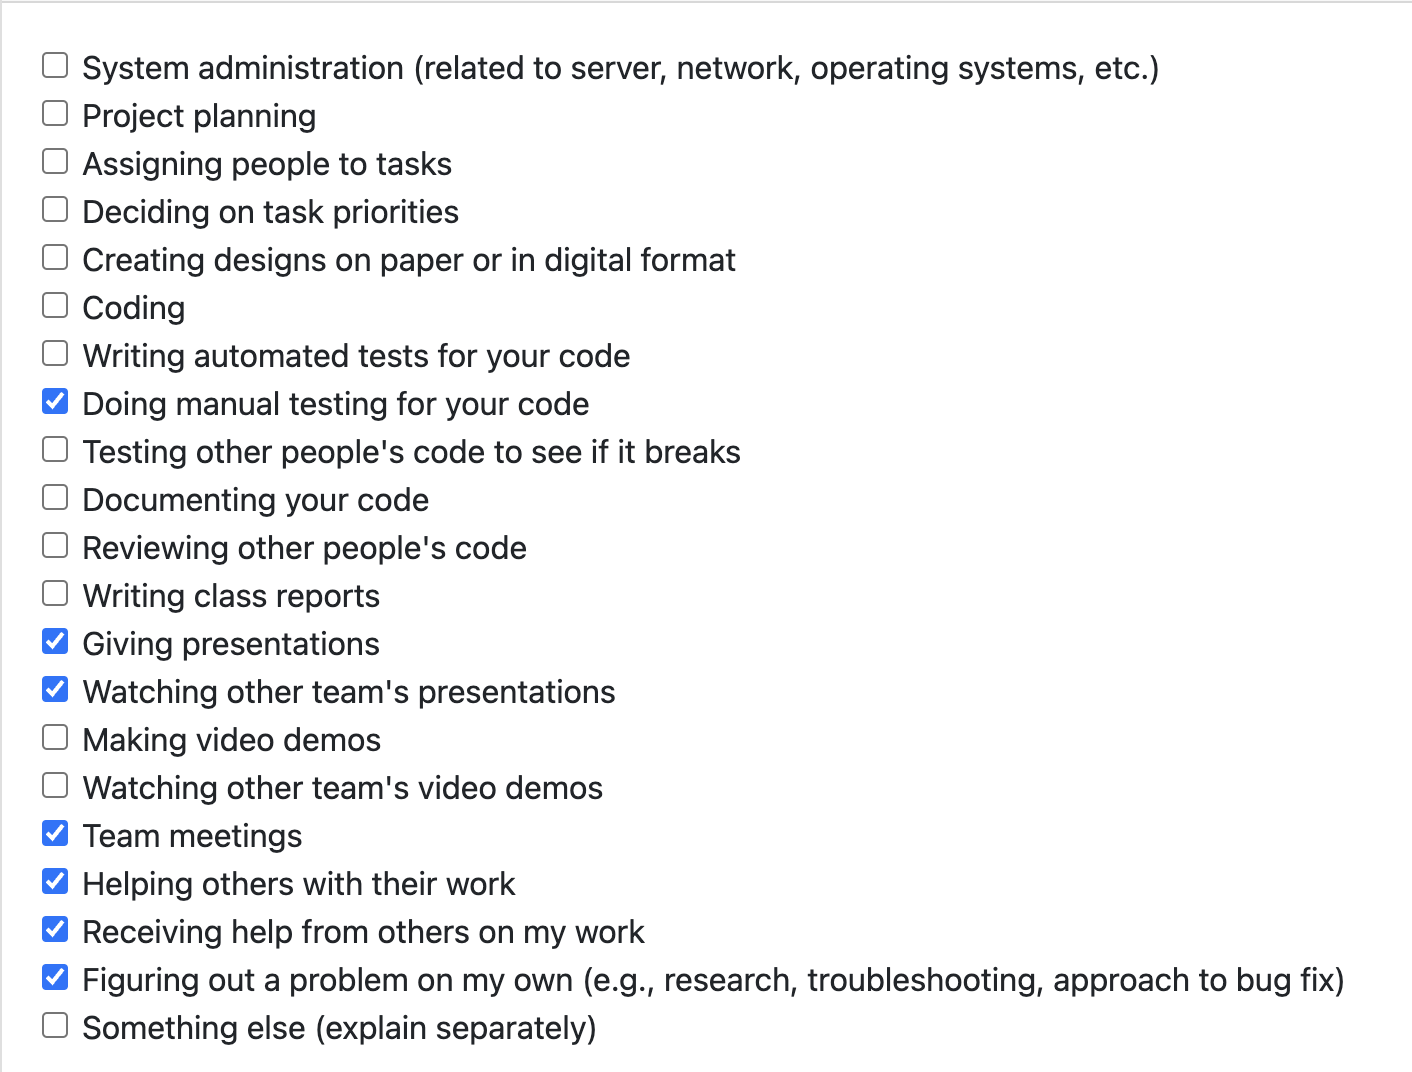 System administration (related to server, network, operating systems, etc.)
Project planning
Assigning people to tasks
Deciding on task priorities
Creating designs on paper or in digital format
Coding
Writing automated tests for your code
Doing manual testing for your code
Testing other people's code to see if it breaks
Documenting your code
Reviewing other people's code
Writing class reports
Giving presentations
Watching other team's presentations
Making video demos
Watching other team's video demos
Team meetings
Helping others with their work
Receiving help from others on my work
Figuring out a problem on my own (e.g., research, troubleshooting, approach to bug fix)
Something else (explain separately)